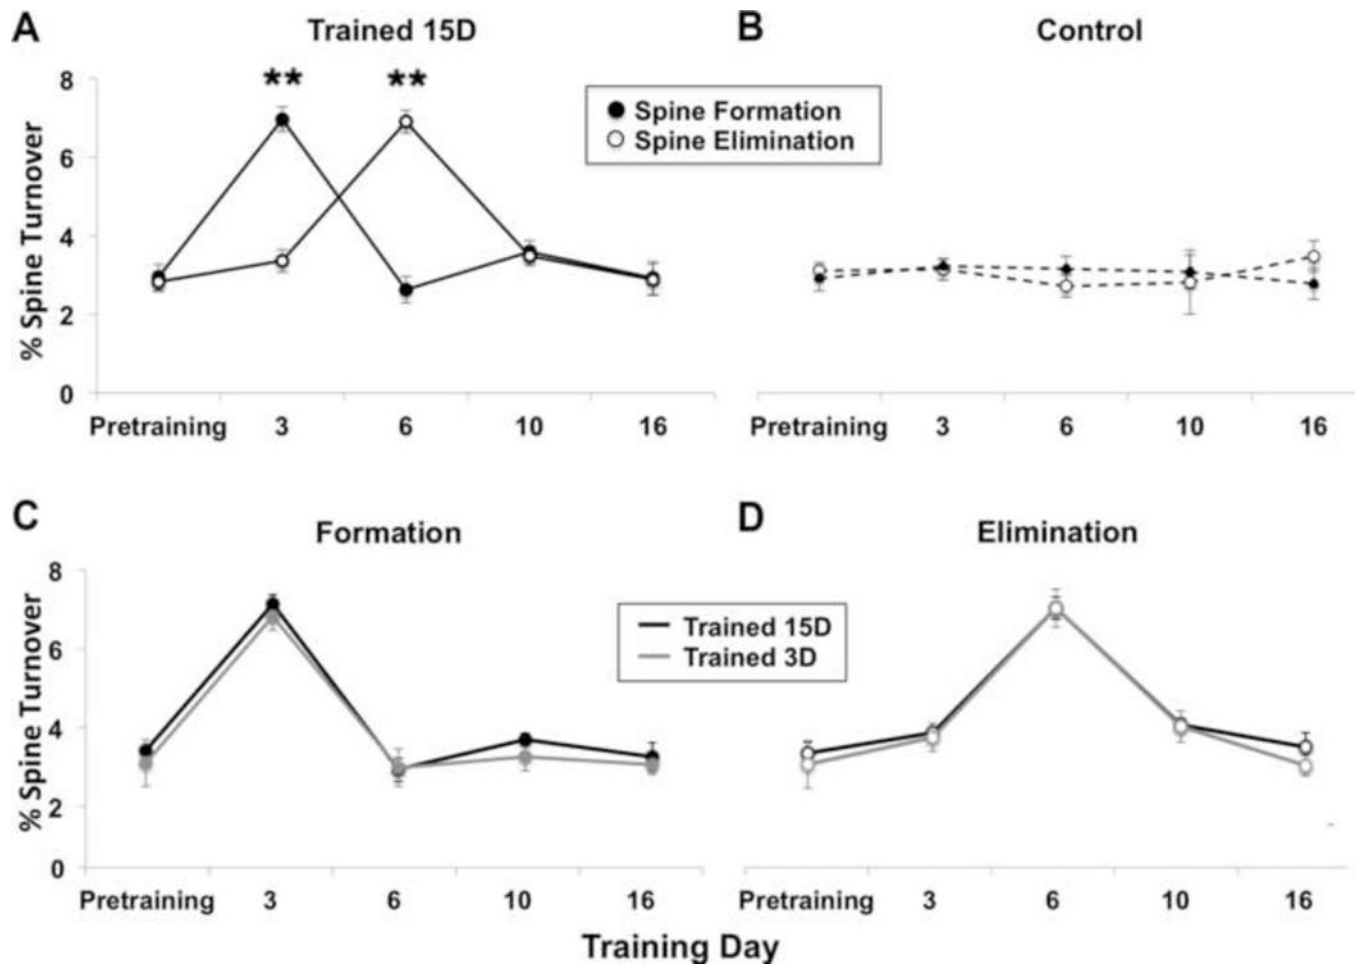 A Trained 15D
B Control
** **
Spine Formation
Spine Elimination
% Spine Turnover
8
6
4
2
0
Pretraining 3 6 10 16
Pretraining 3 6 10 16
C Formation
D Elimination
Trained 15D
Trained 3D
% Spine Turnover
8
6
4
2
0
Pretraining 3 6 10 16
Pretraining 3 6 10 16
Training Day